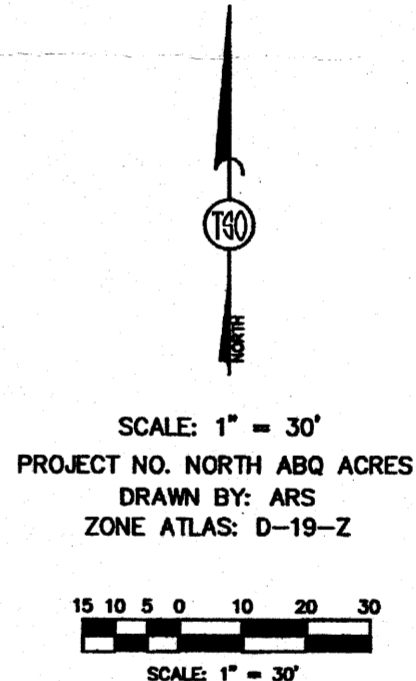 TSO
NORTH
SCALE: 1" = 30'
PROJECT NO. NORTH ABQ ACRES
DRAWN BY: ARS
ZONE ATLAS: D-19-Z
15 10 5 0 10 20 30
SCALE: 1" = 30'